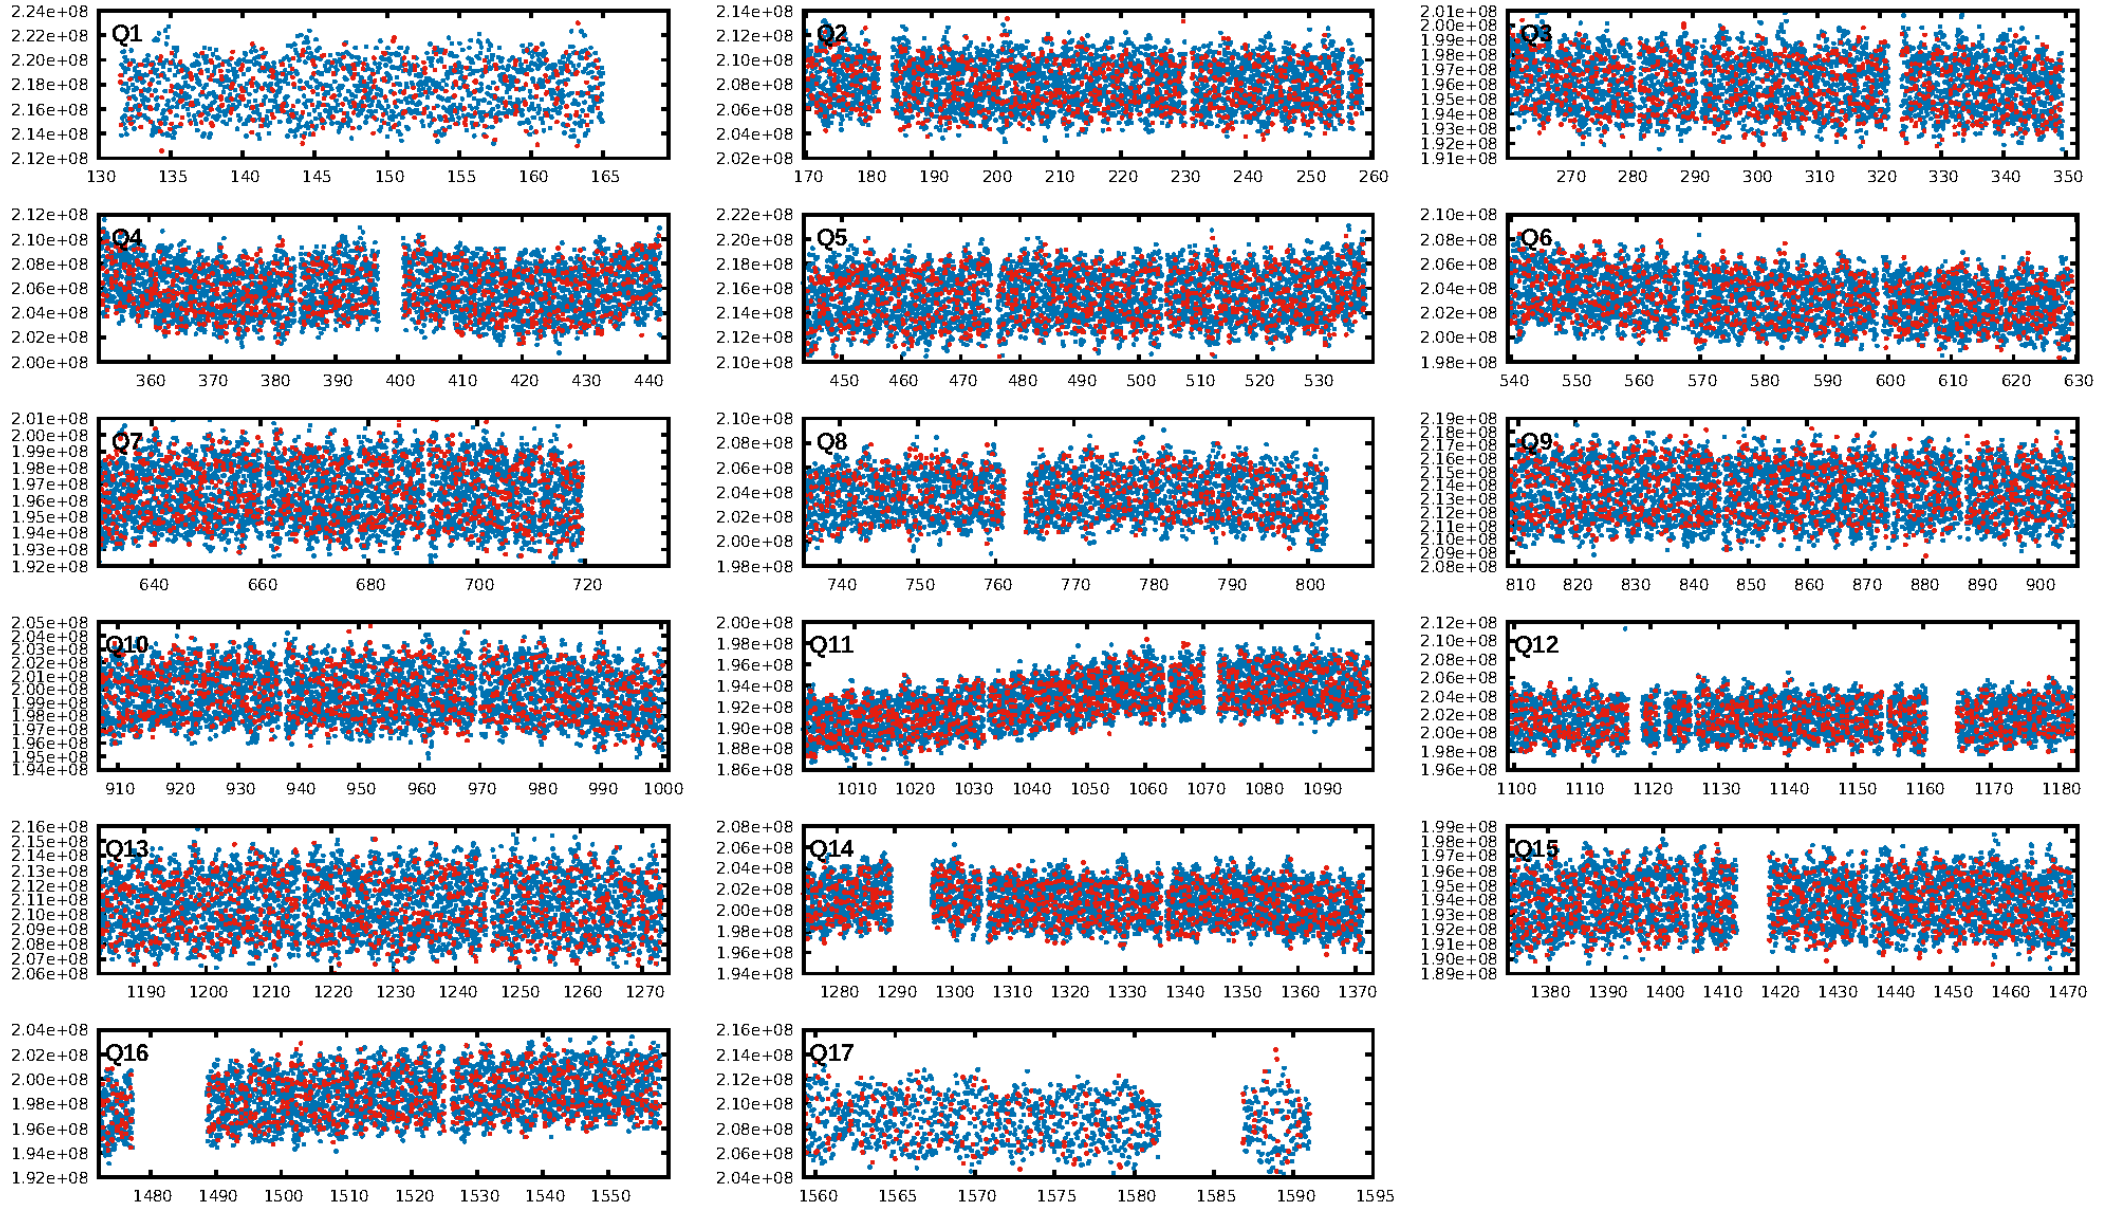 Q1
2.24e+08
2.22e+08
2.20e+08
2.18e+08
2.16e+08
2.14e+08
2.12e+08
130 135 140 145 150 155 160 165
Q2
2.14e+08
2.12e+08
2.10e+08
2.08e+08
2.06e+08
2.04e+08
2.02e+08
170 180 190 200 210 220 230 240 250 260
Q3
2.01e+08
2.00e+08
1.99e+08
1.98e+08
1.97e+08
1.96e+08
1.95e+08
1.94e+08
1.93e+08
1.92e+08
1.91e+08
270 280 290 300 310 320 330 340 350
Q4
2.12e+08
2.10e+08
2.08e+08
2.06e+08
2.04e+08
2.02e+08
2.00e+08
360 370 380 390 400 410 420 430 440
Q5
2.22e+08
2.20e+08
2.18e+08
2.16e+08
2.14e+08
2.12e+08
2.10e+08
450 460 470 480 490 500 510 520 530
Q6
2.10e+08
2.08e+08
2.06e+08
2.04e+08
2.02e+08
2.00e+08
1.98e+08
540 550 560 570 580 590 600 610 620 630
Q7
2.01e+08
2.00e+08
1.99e+08
1.98e+08
1.97e+08
1.96e+08
1.95e+08
1.94e+08
1.93e+08
1.92e+08
640 660 680 700 720
Q8
2.10e+08
2.08e+08
2.06e+08
2.04e+08
2.02e+08
2.00e+08
1.98e+08
740 750 760 770 780 790 800
Q9
2.19e+08
2.18e+08
2.17e+08
2.16e+08
2.15e+08
2.14e+08
2.13e+08
2.12e+08
2.11e+08
2.10e+08
2.09e+08
2.08e+08
810 820 830 840 850 860 870 880 890 900
Q10
2.05e+08
2.04e+08
2.03e+08
2.02e+08
2.01e+08
2.00e+08
1.99e+08
1.98e+08
1.97e+08
1.96e+08
1.95e+08
1.94e+08
910 920 930 940 950 960 970 980 990 1000
Q11
2.00e+08
1.98e+08
1.96e+08
1.94e+08
1.92e+08
1.90e+08
1.88e+08
1.86e+08
1010 1020 1030 1040 1050 1060 1070 1080 1090
Q12
2.12e+08
2.10e+08
2.08e+08
2.06e+08
2.04e+08
2.02e+08
2.00e+08
1.98e+08
1.96e+08
1100 1110 1120 1130 1140 1150 1160 1170 1180
Q13
2.16e+08
2.15e+08
2.14e+08
2.13e+08
2.12e+08
2.11e+08
2.10e+08
2.09e+08
2.08e+08
2.07e+08
2.06e+08
1190 1200 1210 1220 1230 1240 1250 1260 1270
Q14
2.08e+08
2.06e+08
2.04e+08
2.02e+08
2.00e+08
1.98e+08
1.96e+08
1.94e+08
1280 1290 1300 1310 1320 1330 1340 1350 1360 1370
Q15
1.99e+08
1.98e+08
1.97e+08
1.96e+08
1.95e+08
1.94e+08
1.93e+08
1.92e+08
1.91e+08
1.90e+08
1.89e+08
1380 1390 1400 1410 1420 1430 1440 1450 1460 1470
Q16
2.04e+08
2.02e+08
2.00e+08
1.98e+08
1.96e+08
1.94e+08
1.92e+08
1480 1490 1500 1510 1520 1530 1540 1550
Q17
2.16e+08
2.14e+08
2.12e+08
2.10e+08
2.08e+08
2.06e+08
2.04e+08
1560 1565 1570 1575 1580 1585 1590 1595